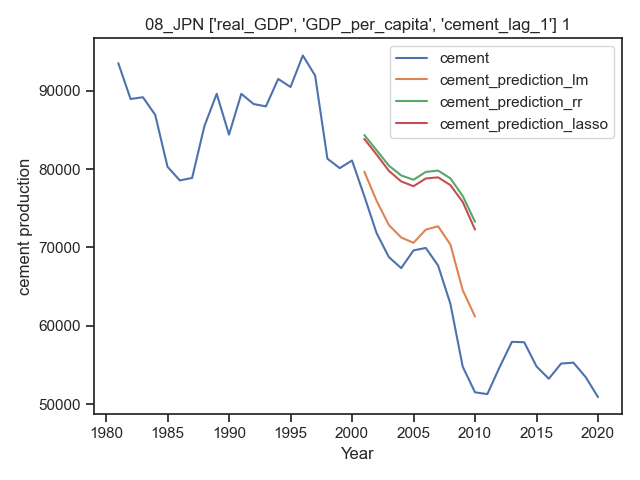 08_JPN ['real_GDP', 'GDP_per_capita', 'cement_lag_1'] 1
cement
cement_prediction_lm
cement_prediction_rr
cement_prediction_lasso
cement production
90000
80000
70000
60000
50000
1980 1985 1990 1995 2000 2005 2010 2015 2020
Year